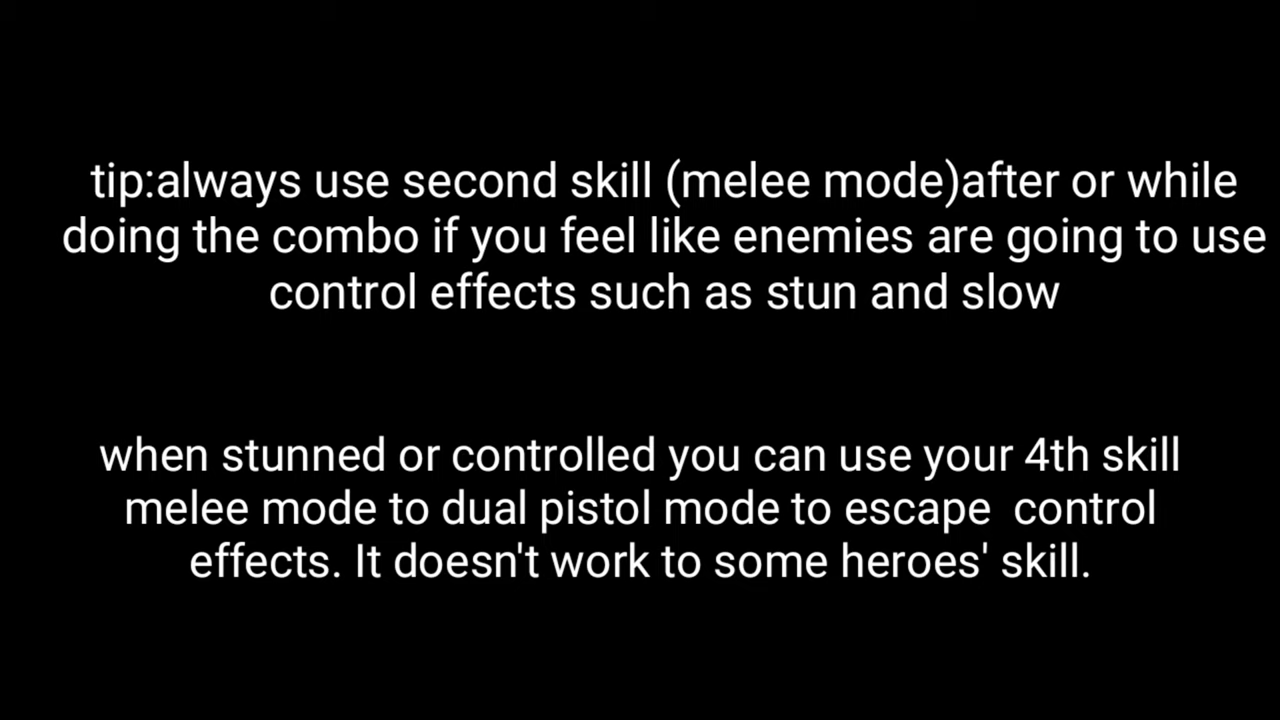 tip:always use second skill (melee mode)after or while
doing the combo if you feel like enemies are going to use
control effects such as stun and slow
when stunned or controlled you can use your 4th skill
melee mode to dual pistol mode to escape  control
effects. It doesn't work to some heroes' skill.